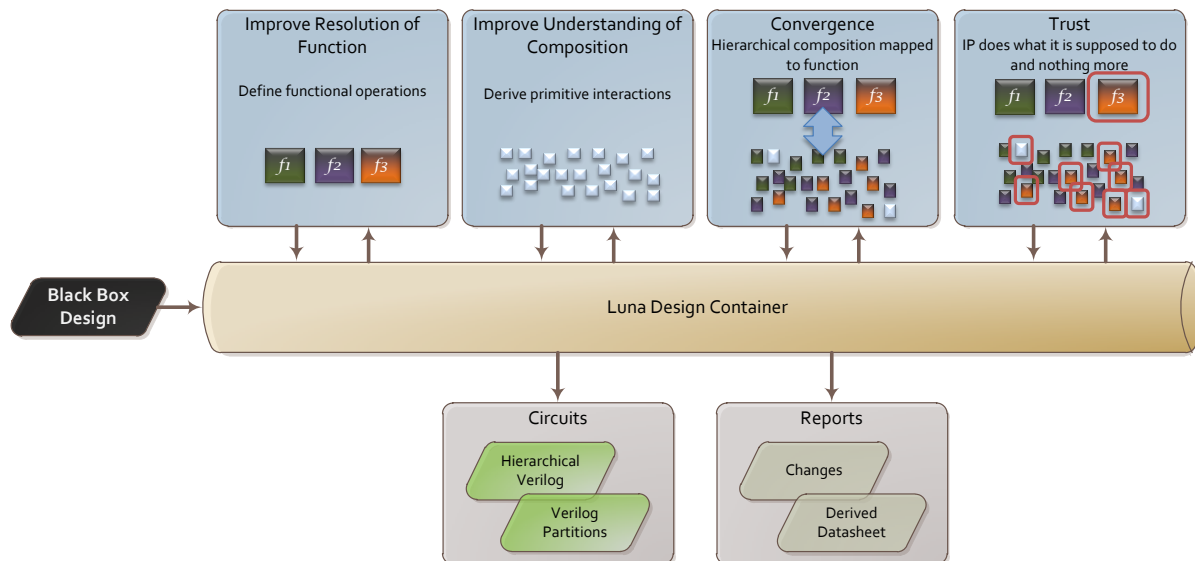 Improve Resolution of
Function
Define functional operations
f1 f2 f3
Improve Understanding of
Composition
Derive primitive interactions
Convergence
Hierarchical composition mapped
to function
f1 f2 f3
Trust
IP does what it is supposed to do
and nothing more
f1 f2 f3
Black Box
Design
Luna Design Container
Circuits
Hierarchical
Verilog
Verilog
Partitions
Reports
Changes
Derived
Datasheet